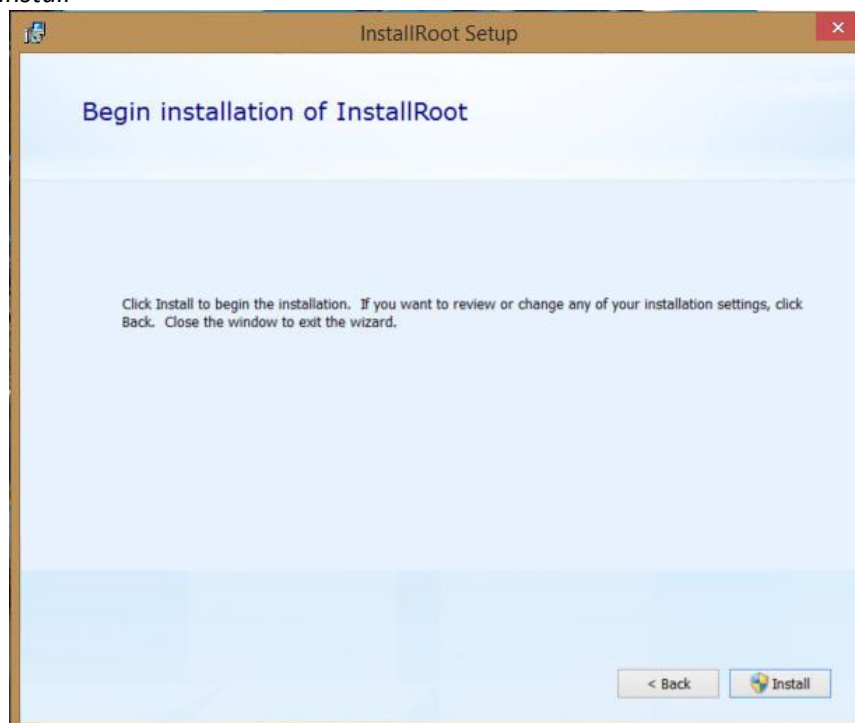 Install
InstallRoot Setup
Begin installation of InstallRoot
Click Install to begin the installation. If you want to review or change any of your installation settings, click
Back. Close the window to exit the wizard.
< Back
Install